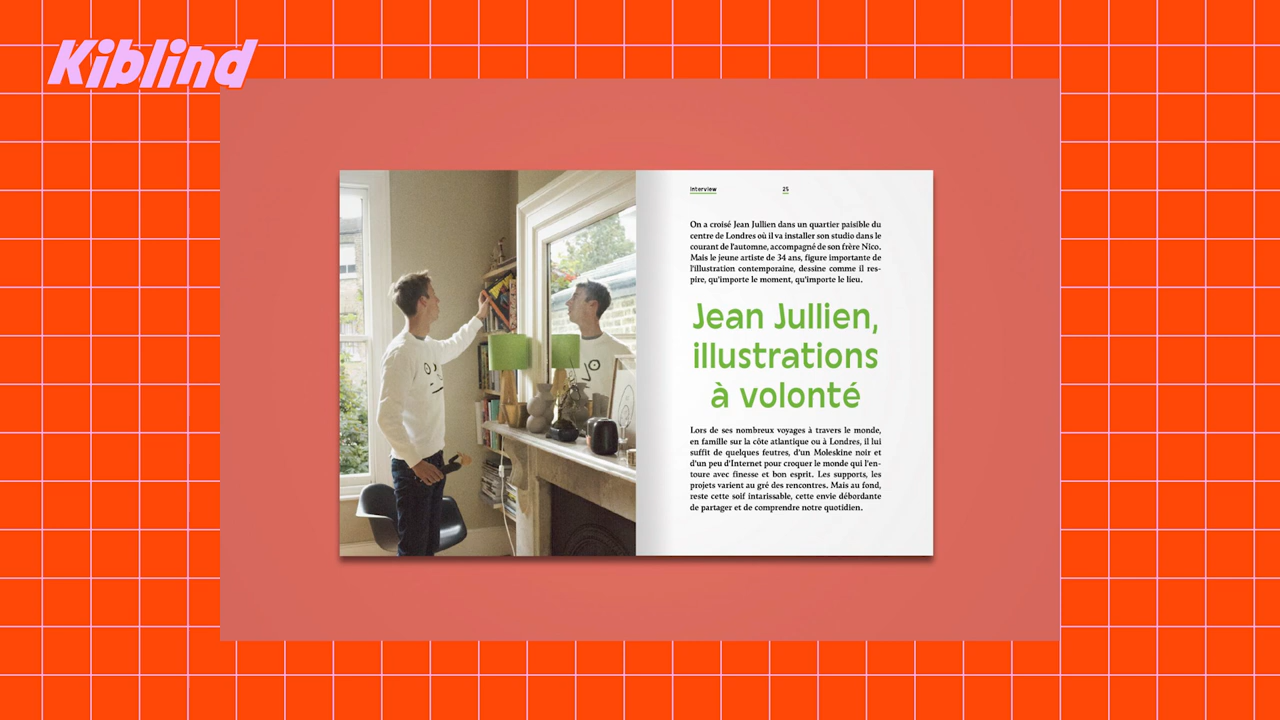 Kiblind
Interview 25
On a croisé Jean Jullien dans un quartier paisible du
centre de Londres où il va installer son studio dans le
courant de l'automne, accompagné de son frère Nico.
Mais le jeune artiste de 34 ans, figure importante de
l'illustration contemporaine, dessine comme il res-
pire, qu'importe le moment, qu'importe le lieu.
Jean Jullien,
illustrations
à volonté
Lors de ses nombreux voyages à travers le monde,
en famille sur la côte atlantique ou à Londres, il lui
suffit de quelques feutres, d'un Moleskine noir et
d'un peu d'Internet pour croquer le monde qui l'en-
toure avec finesse et bon esprit. Les supports, les
projets varient au gré des rencontres. Mais au fond,
reste cette soif intarissable, cette envie débordante
de partager et de comprendre notre quotidien.